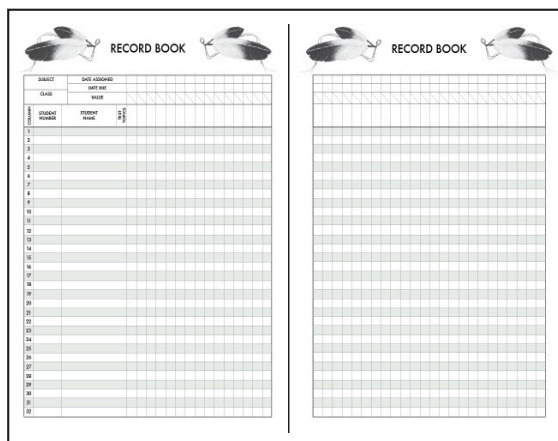 RECORD BOOK
SUBJECT
DATE ASSIGNED
DATE DUE
CLASS
VALUE
COLUMN
STUDENT
NUMBER
STUDENT
NAME
1
2
3
4
5
6
7
8
9
10
11
12
13
14
15
16
17
18
19
20
21
22
23
24
25
26
27
28
29
30
31
32
RECORD BOOK